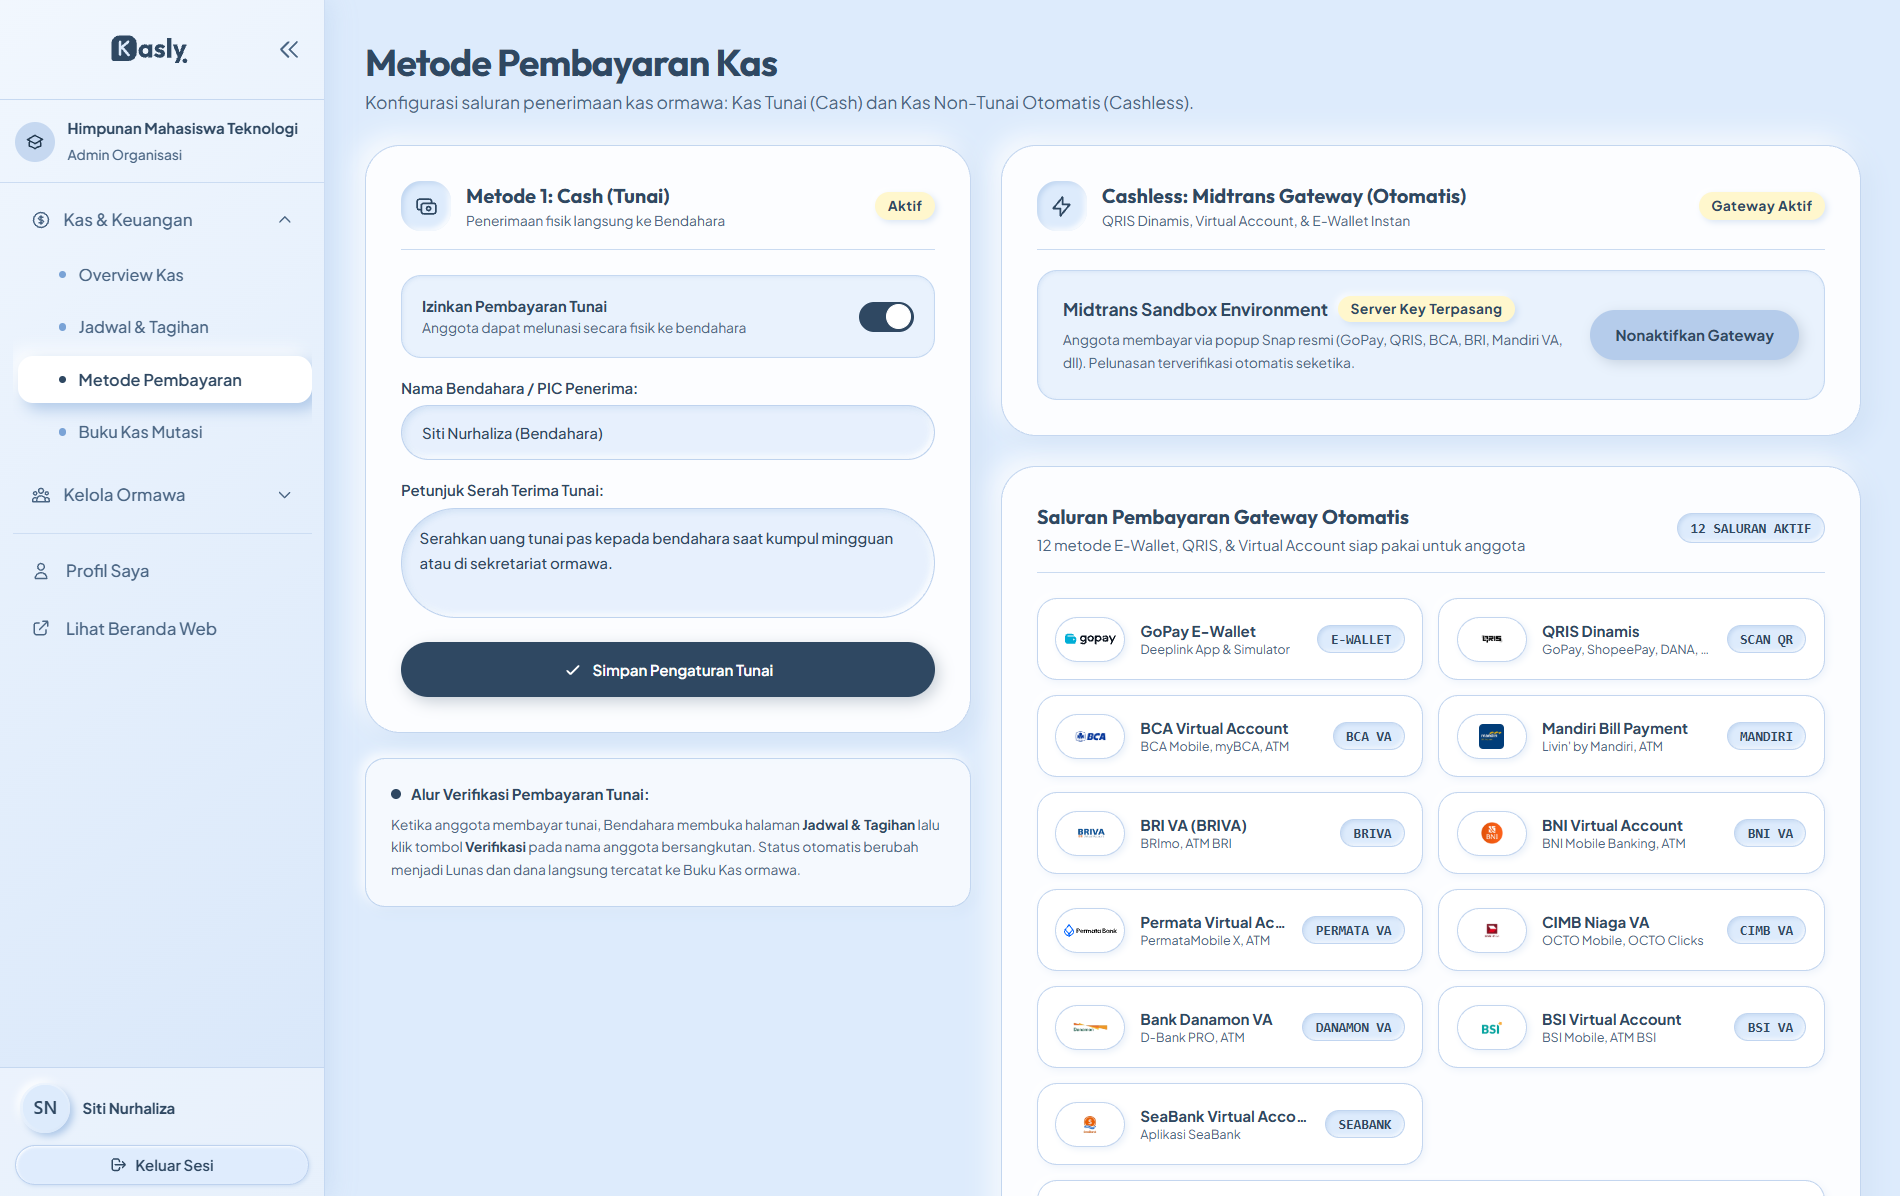 Kasly.
Himpunan Mahasiswa Teknologi
Admin Organisasi
Kas & Keuangan
Overview Kas
Jadwal & Tagihan
Metode Pembayaran
Buku Kas Mutasi
Kelola Ormawa
Profil Saya
Lihat Beranda Web
SN
Siti Nurhaliza
Keluar Sesi
Metode Pembayaran Kas
Konfigurasi saluran penerimaan kas ormawa: Kas Tunai (Cash) dan Kas Non-Tunai Otomatis (Cashless).
Metode 1: Cash (Tunai)
Penerimaan fisik langsung ke Bendahara
Aktif
Izinkan Pembayaran Tunai
Anggota dapat melunasi secara fisik ke bendahara
Nama Bendahara / PIC Penerima:
Siti Nurhaliza (Bendahara)
Petunjuk Serah Terima Tunai:
Serahkan uang tunai pas kepada bendahara saat kumpul mingguan
atau di sekretariat ormawa.
Simpan Pengaturan Tunai
Alur Verifikasi Pembayaran Tunai:
Ketika anggota membayar tunai, Bendahara membuka halaman Jadwal & Tagihan lalu
klik tombol Verifikasi pada nama anggota bersangkutan. Status otomatis berubah
menjadi Lunas dan dana langsung tercatat ke Buku Kas ormawa.
Cashless: Midtrans Gateway (Otomatis)
QRIS Dinamis, Virtual Account, & E-Wallet Instan
Gateway Aktif
Midtrans Sandbox Environment
Server Key Terpasang
Anggota membayar via popup Snap resmi (GoPay, QRIS, BCA, BRI, Mandiri VA,
dll). Pelunasan terverifikasi otomatis seketika.
Nonaktifkan Gateway
Saluran Pembayaran Gateway Otomatis
12 metode E-Wallet, QRIS, & Virtual Account siap pakai untuk anggota
12 SALURAN AKTIF
gopay
GoPay E-Wallet
Deeplink App & Simulator
E-WALLET
QRIS
QRIS Dinamis
GoPay, ShopeePay, DANA, ...
SCAN QR
BCA
BCA Virtual Account
BCA Mobile, myBCA, ATM
BCA VA
Mandiri Bill Payment
Livin' by Mandiri, ATM
MANDIRI
BRIVA
BRI VA (BRIVA)
BRImo, ATM BRI
BRIVA
BNI
BNI Virtual Account
BNI Mobile Banking, ATM
BNI VA
PermataBank
Permata Virtual Ac...
PermataMobile X, ATM
PERMATA VA
CIMB Niaga VA
OCTO Mobile, OCTO Clicks
CIMB VA
Danamon
Bank Danamon VA
D-Bank PRO, ATM
DANAMON VA
BSI
BSI Virtual Account
BSI Mobile, ATM BSI
BSI VA
SeaBank Virtual Acco...
Aplikasi SeaBank
SEABANK